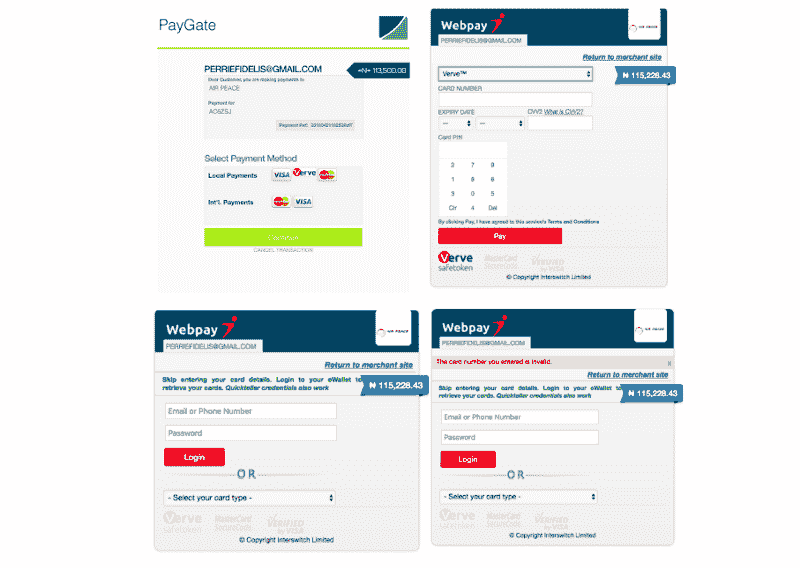 PayGate
PERRIEFIDELIS@GMAIL.COM
=N= 113,500.00
Dear Customer, you are making payments to:
AIR PEACE
Payment for
Payment Ref:
Select Payment Method
Local Payments
VISA Verve
Int'l. Payments
VISA
Continue
CANCEL TRANSACTION
Webpay
AIR PEACE
PERRIEFIDELIS@GMAIL.COM
Return to merchant site
Verve™
₦ 115,228.43
CARD NUMBER
EXPIRY DATE
CVV2 What is CVV2?
--- ---
Card PIN
7 9
1
0 5
Clr 4 Del
By clicking Pay, I have agreed to this service's Terms and Conditions
Pay
Verve safetoken
MasterCard SecureCode
VERIFIED by VISA
© Copyright Interswitch Limited
Webpay
AIR PEACE
PERRIEFIDELIS@GMAIL.COM
Return to merchant site
Skip entering your card details. Login to your eWallet to
retrieve your cards. Quickteller credentials also work
₦ 115,228.43
Email or Phone Number
Password
Login
OR
- Select your card type -
Verve safetoken
MasterCard SecureCode
VERIFIED by VISA
© Copyright Interswitch Limited
Webpay
AIR PEACE
PERRIEFIDELIS@GMAIL.COM
The card number you entered is invalid.
Return to merchant site
Skip entering your card details. Login to your eWallet to
retrieve your cards. Quickteller credentials also work
₦ 115,228.43
Email or Phone Number
Password
Login
OR
- Select your card type -
Verve safetoken
MasterCard SecureCode
VERIFIED by VISA
© Copyright Interswitch Limited